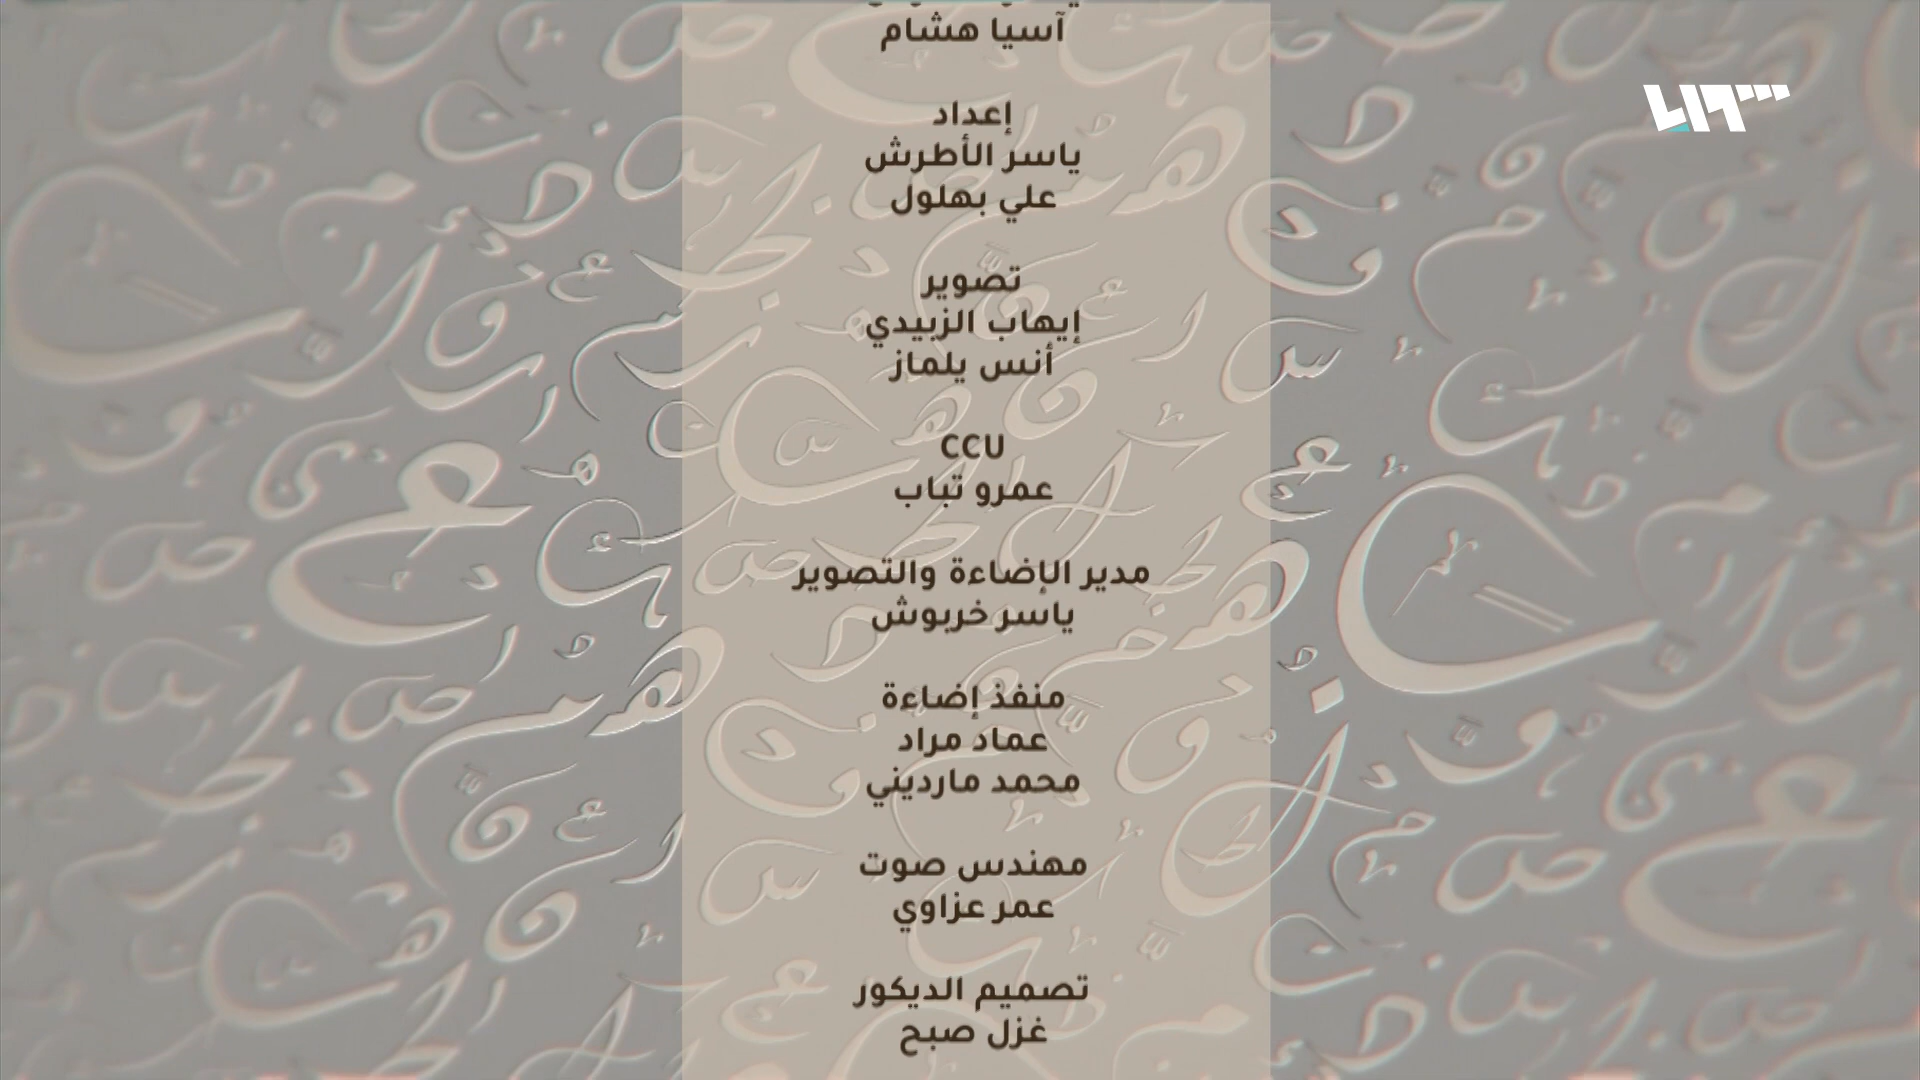 آسيا هشام
إعداد
ياسر الأطرش
علي بهلول
تصوير
إيهاب الزبيدي
أنس يلماز
CCU
عمرو تباب
مدير الإضاءة والتصوير
ياسر خربوش
منفذ إضاءة
عماد مراد
محمد مارديني
مهندس صوت
عمر عزاوي
تصميم الديكور
غزل صبح